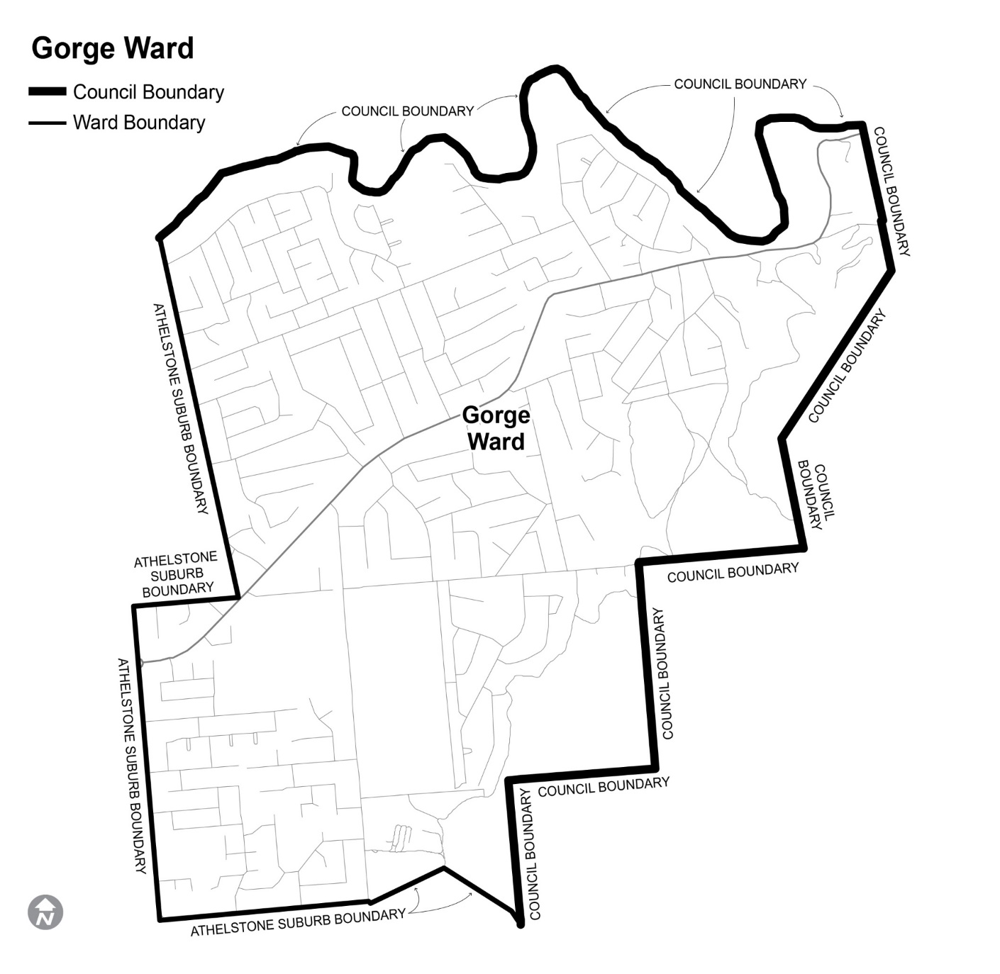 Gorge Ward
Council Boundary
Ward Boundary
COUNCIL BOUNDARY
COUNCIL BOUNDARY
COUNCIL BOUNDARY
COUNCIL BOUNDARY
COUNCIL
BOUNDARY
COUNCIL BOUNDARY
COUNCIL BOUNDARY
COUNCIL BOUNDARY
COUNCIL BOUNDARY
ATHELSTONE SUBURB BOUNDARY
Gorge
Ward
ATHELSTONE
SUBURB
BOUNDARY
ATHELSTONE SUBURB BOUNDARY
ATHELSTONE SUBURB BOUNDARY
N